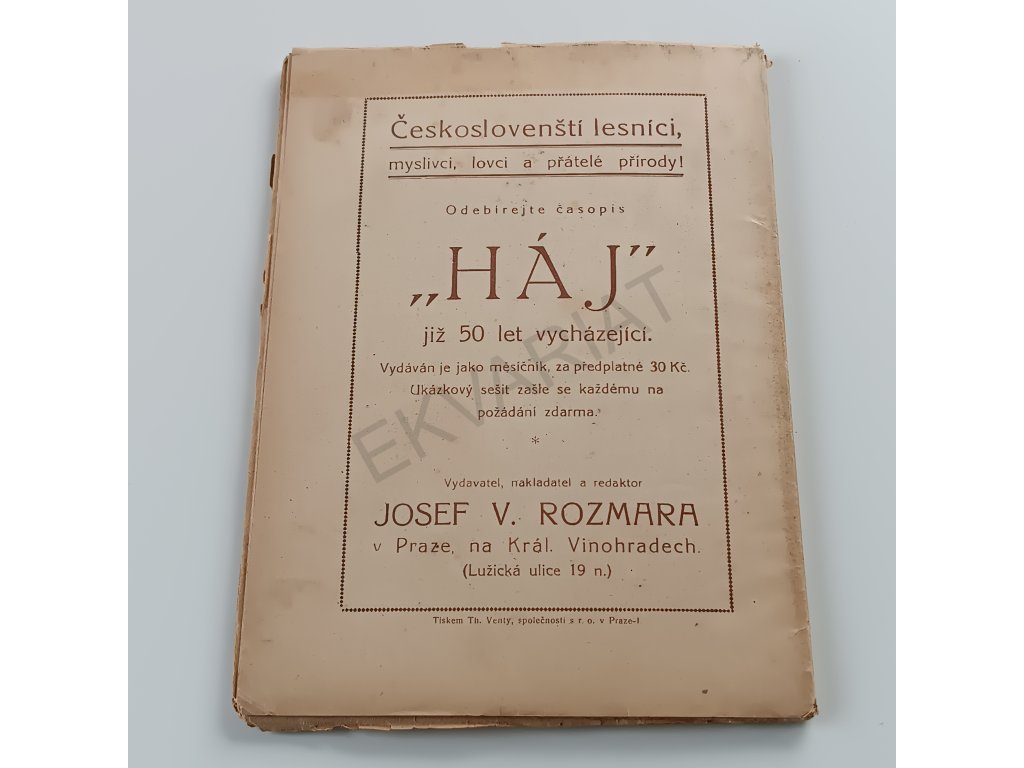 Českoslovenští lesníci,
myslivci, lovci a přátelé přírody!
Odebírejte časopis
„HÁJ”
již 50 let vycházející.
Vydáván je jako měsíčník, za předplatné 30 Kč.
Ukázkový sešit zašle se každému na
požádání zdarma.
*
Vydavatel, nakladatel a redaktor
JOSEF V. ROZMARA
v Praze, na Král. Vinohradech.
(Lužická ulice 19 n.)
Tiskem Th. Venty, společnosti s r. o. v Praze-I
EKVARIAT